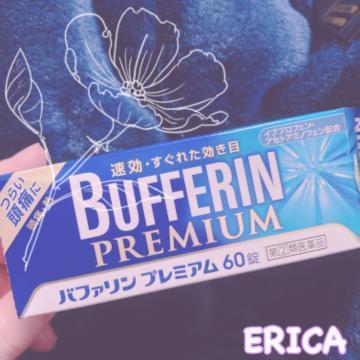 イブプロフェン・
アセトアミノフェン配合
速効・すぐれた効き目
つらい
頭痛に
BUFFERIN
PREMIUM
バファリン プレミアム 60錠
指定第②類医薬品
ERICA